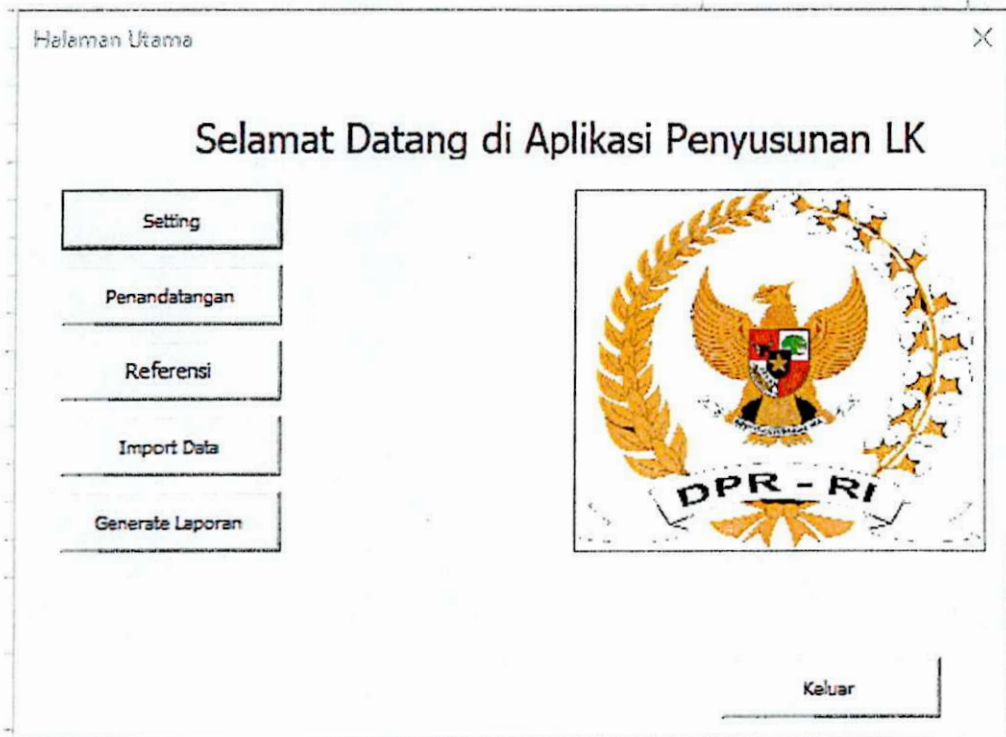 Halaman Utama
Selamat Datang di Aplikasi Penyusunan LK
Setting
Penandatangan
Referensi
Import Data
Generate Laporan
DPR - RI
Keluar